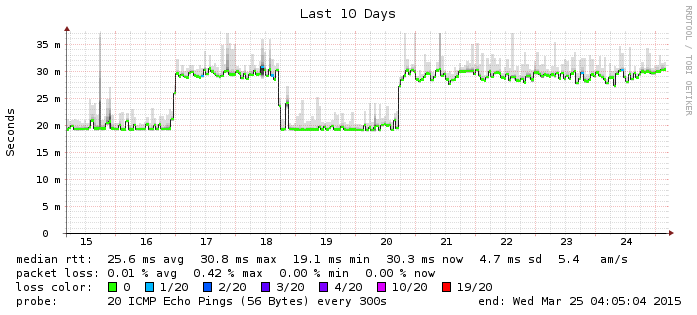 Last 10 Days
RRDTOOL / TOBI OETIKER
Seconds
35 m
30 m
25 m
20 m
15 m
10 m
5 m
0
15 16 17 18 19 20 21 22 23 24
median rtt: 25.6 ms avg 30.8 ms max 19.1 ms min 30.3 ms now 4.7 ms sd 5.4 am/s
packet loss: 0.01 % avg 0.42 % max 0.00 % min 0.00 % now
loss color: 0 1/20 2/20 3/20 4/20 10/20 19/20
probe: 20 ICMP Echo Pings (56 Bytes) every 300s end: Wed Mar 25 04:05:04 2015